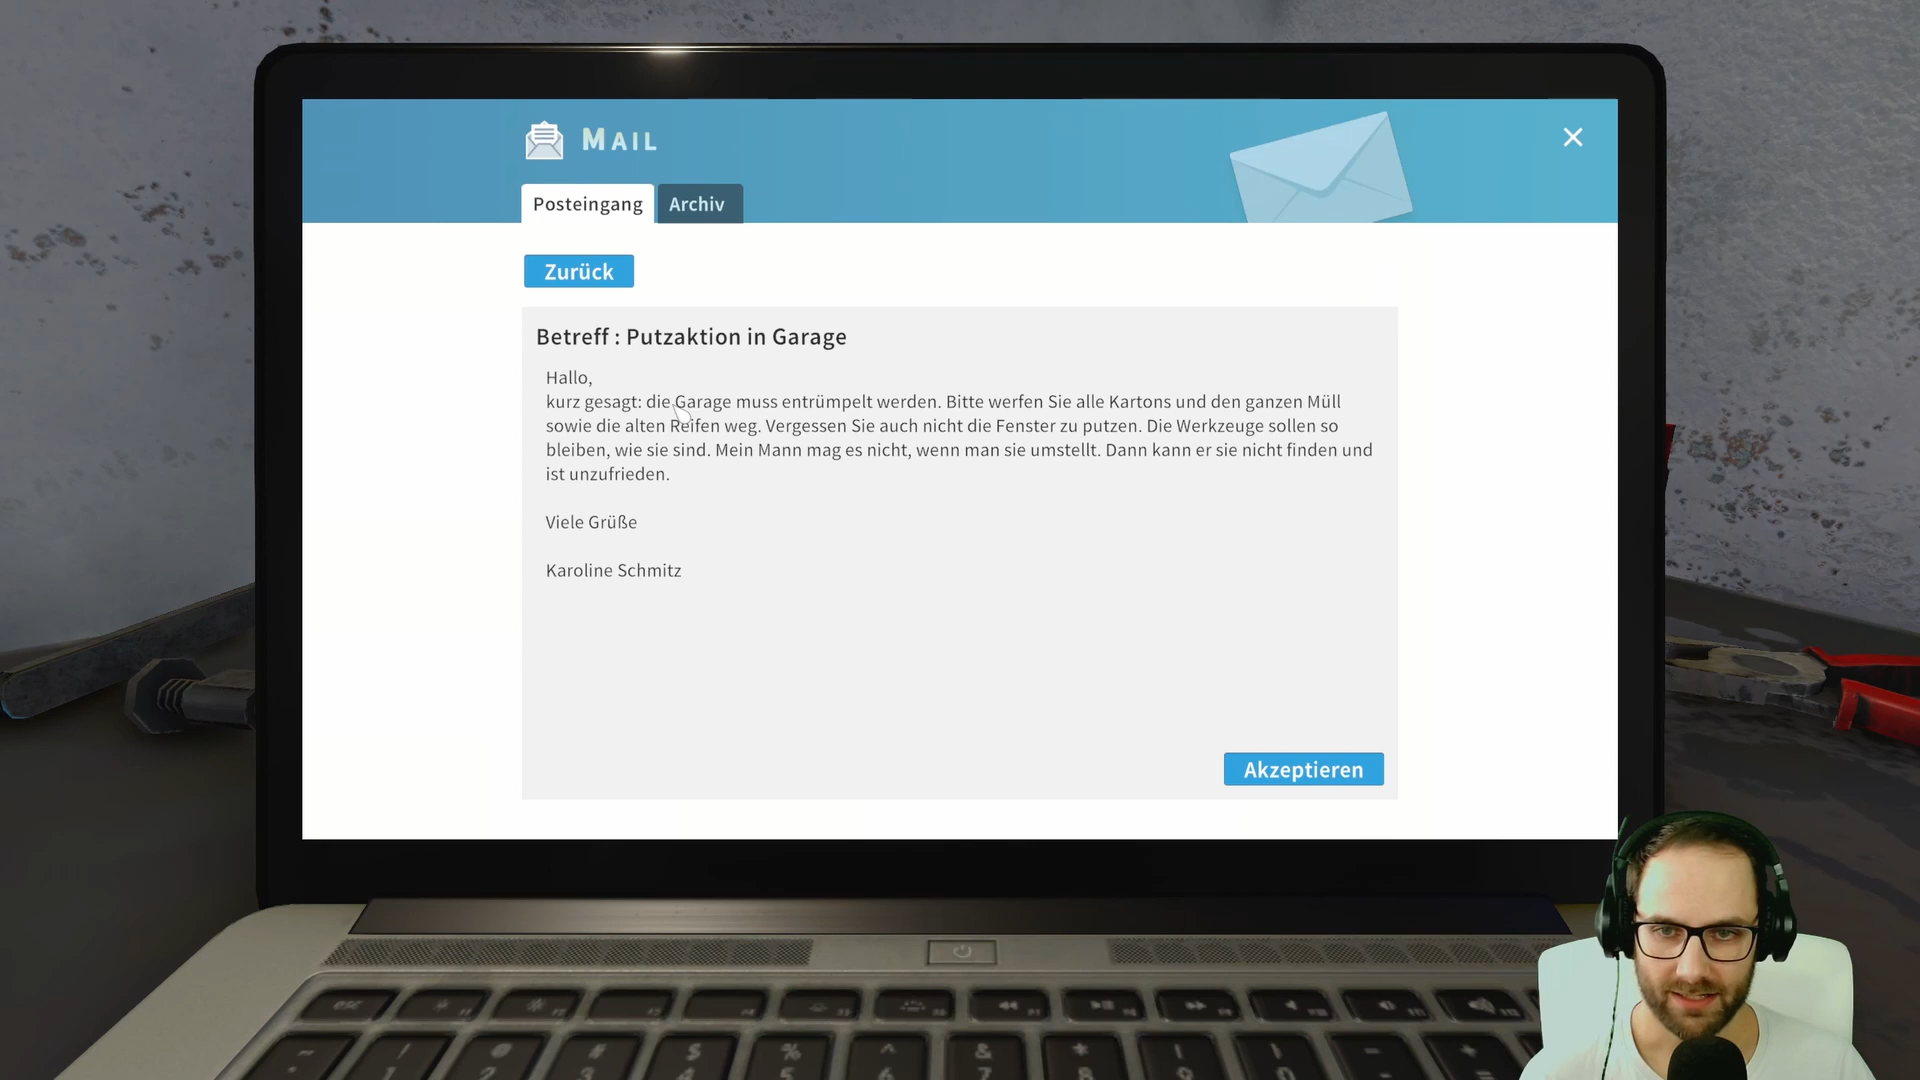 MAIL
Posteingang
Archiv
Zurück
Betreff : Putzaktion in Garage
Hallo,
kurz gesagt: die Garage muss entrümpelt werden. Bitte werfen Sie alle Kartons und den ganzen Müll
sowie die alten Reifen weg. Vergessen Sie auch nicht die Fenster zu putzen. Die Werkzeuge sollen so
bleiben, wie sie sind. Mein Mann mag es nicht, wenn man sie umstellt. Dann kann er sie nicht finden und
ist unzufrieden.
Viele Grüße
Karoline Schmitz
Akzeptieren
esc